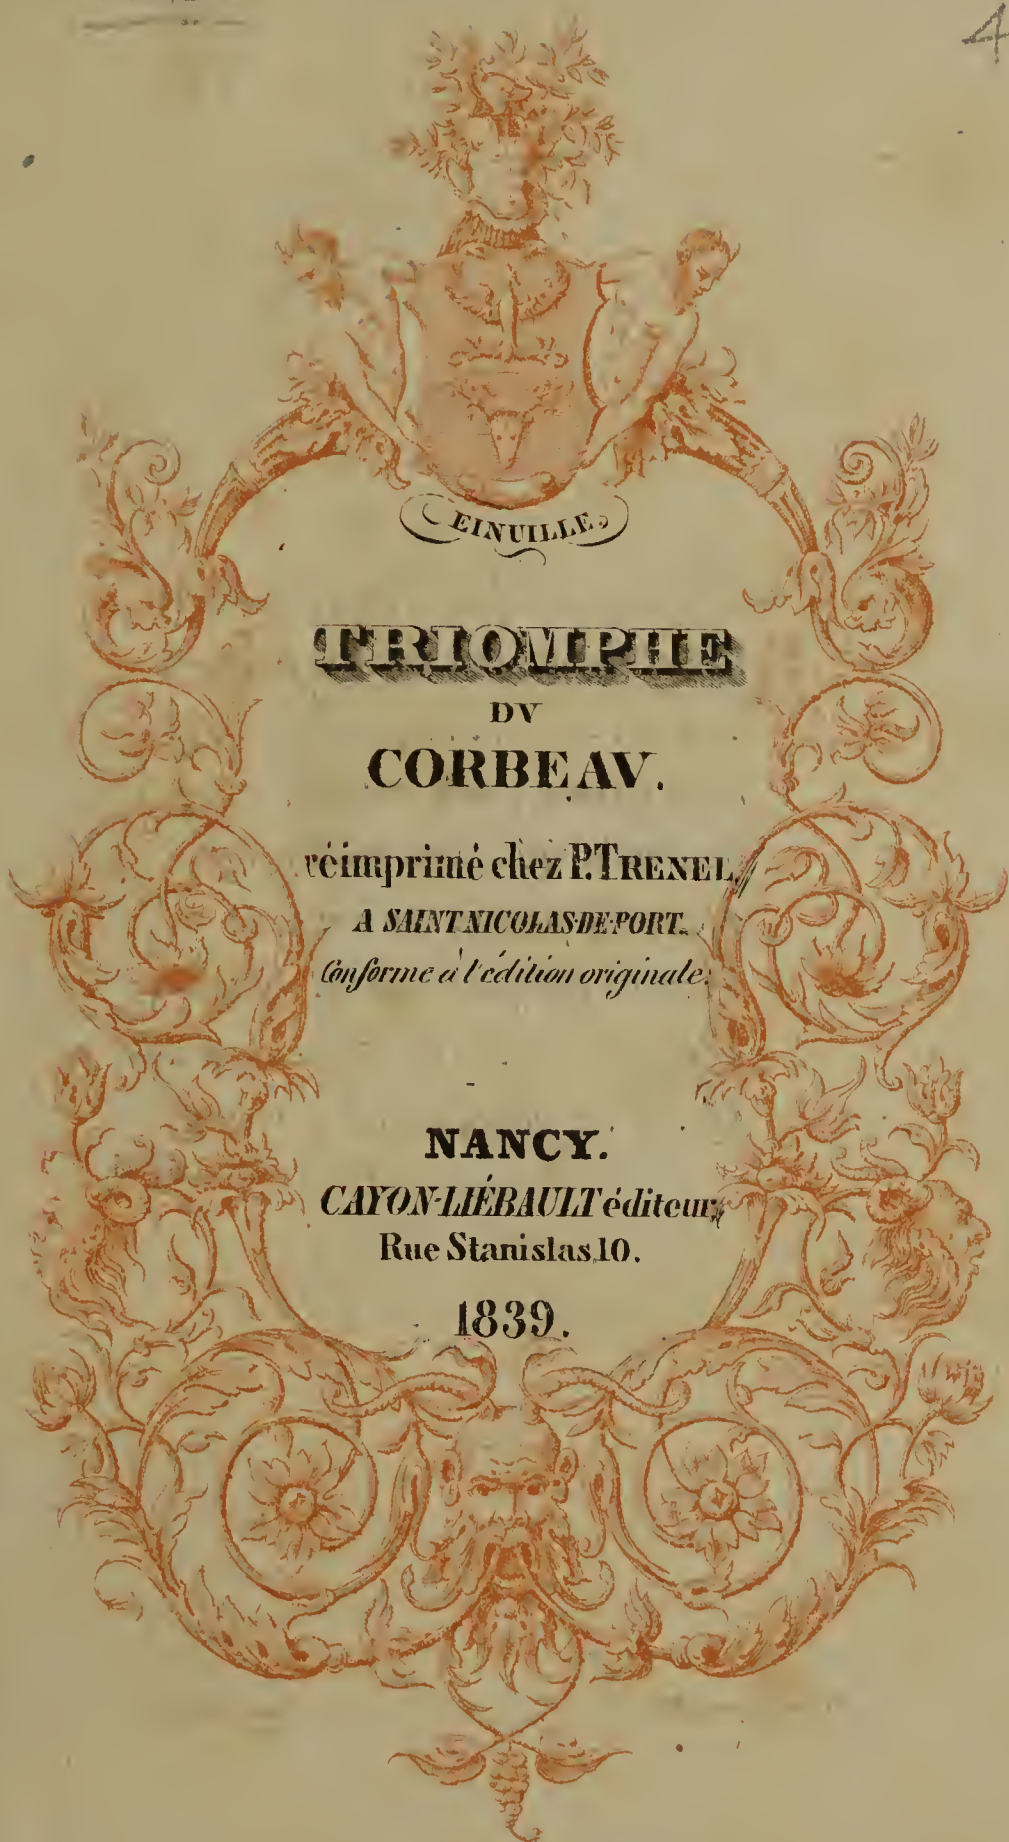 4
EINUILLE
TRIOMPHE
DV
CORBEAV.
réimprimé chez P. TRENEL,
A SAINT NICOLAS-DE-PORT.
Conforme à l'édition originale.
NANCY.
CAYON-LIÉBAULT éditeur,
Rue Stanislas, 10.
1839.